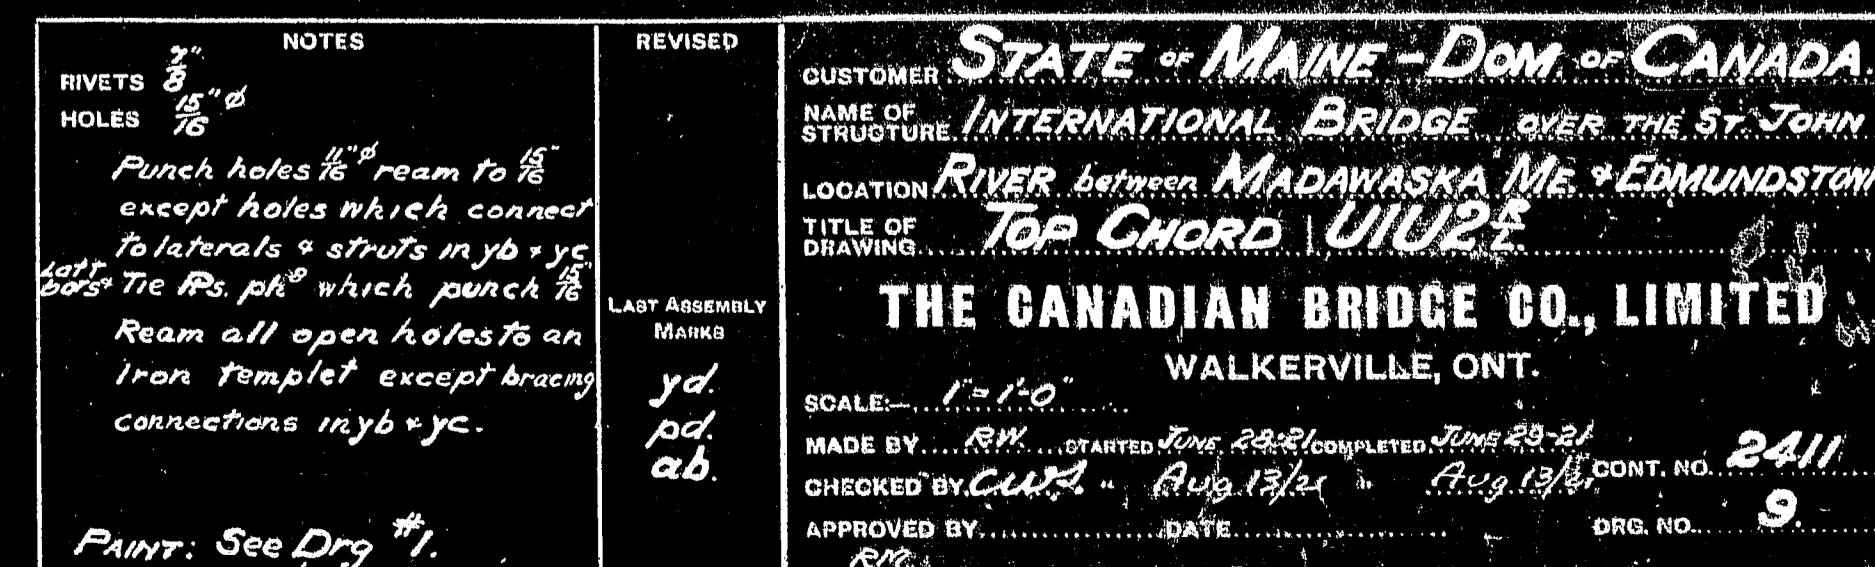 NOTES
RIVETS 7/8"
HOLES 15/16"ø
Punch holes 11/16"ø ream to 15/16"
except holes which connect
to laterals & struts in yb & yc
Latt bars & Tie Ps. ph8 which punch 15/16"
Ream all open holes to an
iron templet except bracing
connections in yb & yc.
PAINT: See Drg #1.
REVISED
LAST ASSEMBLY
MARKS
yd.
pd.
ab.
CUSTOMER STATE OF MAINE - DOM. OF CANADA.
NAME OF STRUCTURE INTERNATIONAL BRIDGE OVER THE ST. JOHN
LOCATION RIVER between MADAWASKA ME. & EDMUNDSTON
TITLE OF DRAWING TOP CHORD U1U2 R/L.
THE CANADIAN BRIDGE CO., LIMITED
WALKERVILLE, ONT.
SCALE:- 1"=1'-0"
MADE BY R.W. STARTED JUNE 28-21 COMPLETED JUNE 29-21
CONT. NO. 2411
CHECKED BY C.W.S. " Aug 13/21 " Aug 13/21
APPROVED BY DATE
DRG. NO. 9.